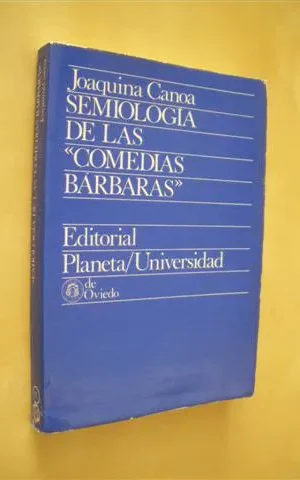 Joaquina Canoa
SEMIOLOGÍA
DE LAS
«COMEDIAS
BÁRBARAS»
Editorial
Planeta/Universidad
de
Oviedo